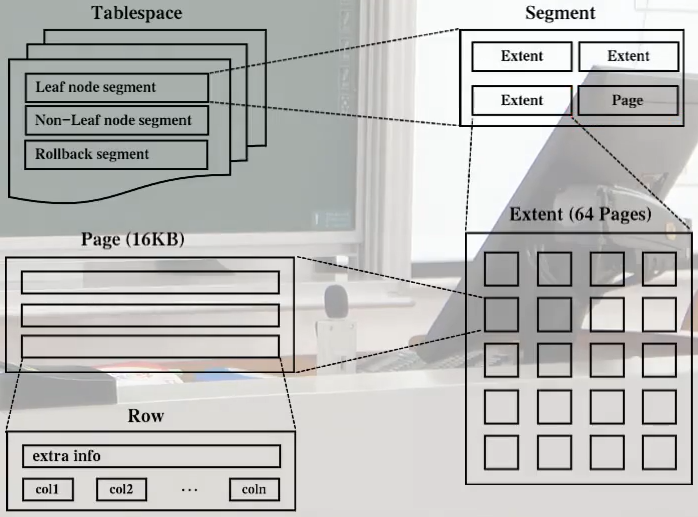 Tablespace
Leaf node segment
Non-Leaf node segment
Rollback segment
Segment
Extent
Extent
Extent
Page
Extent (64 Pages)
Page (16KB)
Row
extra info
col1
col2
...
coln